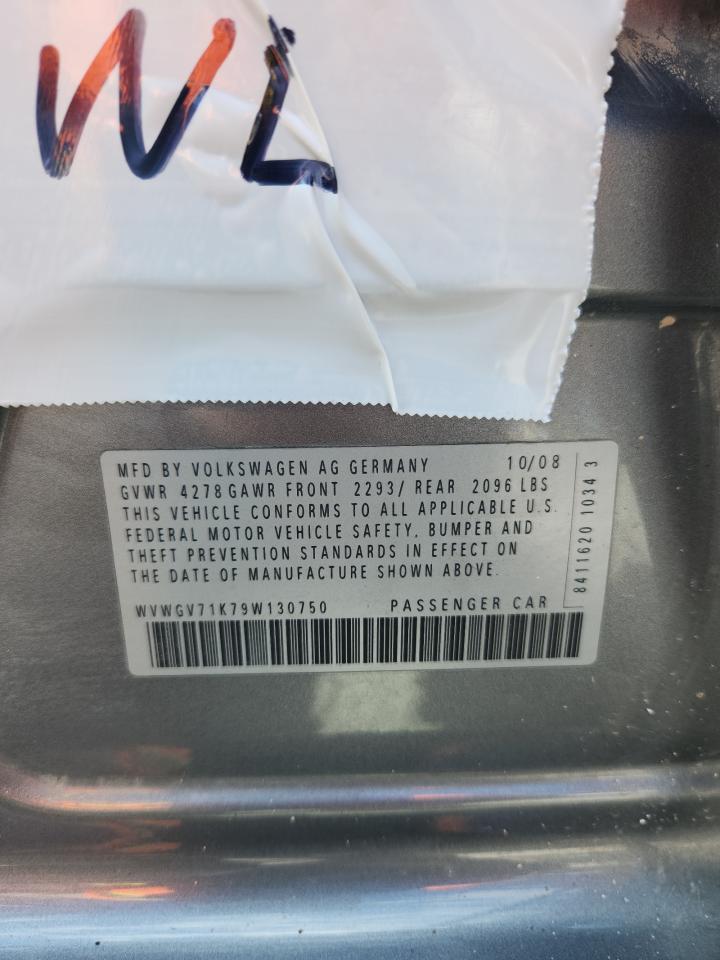 WL
MFD BY VOLKSWAGEN AG GERMANY 10/08
GVWR 4278 GAWR FRONT 2293/ REAR 2096 LBS
THIS VEHICLE CONFORMS TO ALL APPLICABLE U.S.
FEDERAL MOTOR VEHICLE SAFETY, BUMPER AND
THEFT PREVENTION STANDARDS IN EFFECT ON
THE DATE OF MANUFACTURE SHOWN ABOVE.
WVWGV71K79W130750 PASSENGER CAR
8411620 1034 3